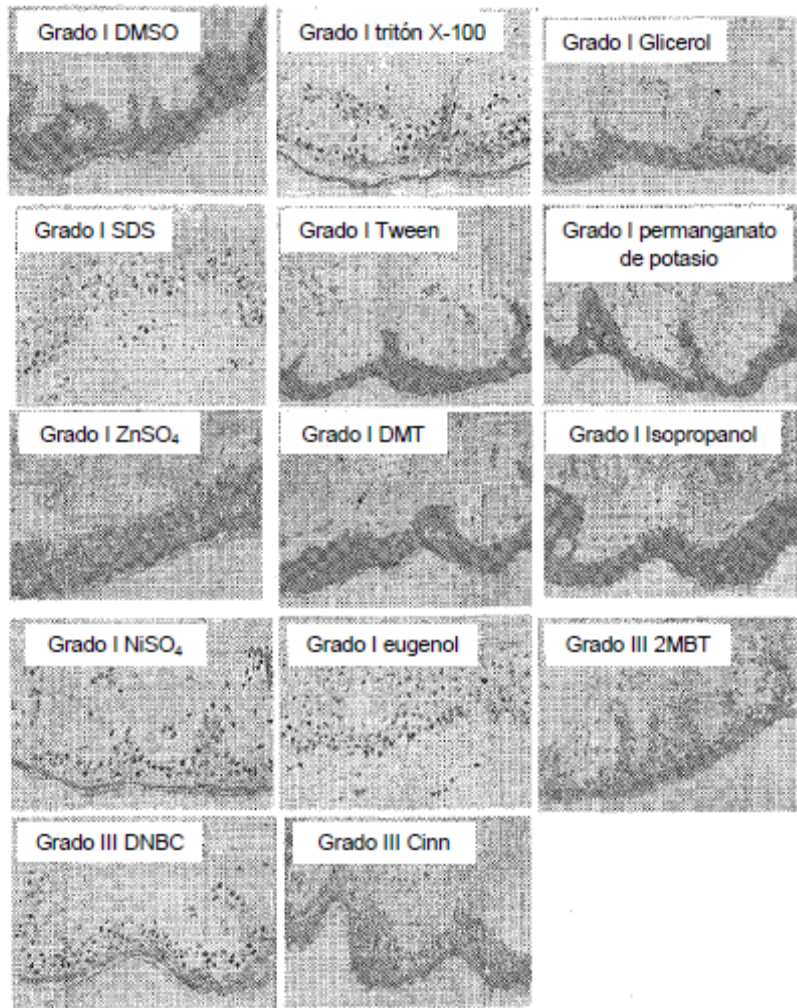 Grado I DMSO
Grado I tritón X-100
Grado I Glicerol
Grado I SDS
Grado I Tween
Grado I permanganato
de potasio
Grado I ZnSO₄
Grado I DMT
Grado I Isopropanol
Grado I NiSO₄
Grado I eugenol
Grado III 2MBT
Grado III DNBC
Grado III Cinn